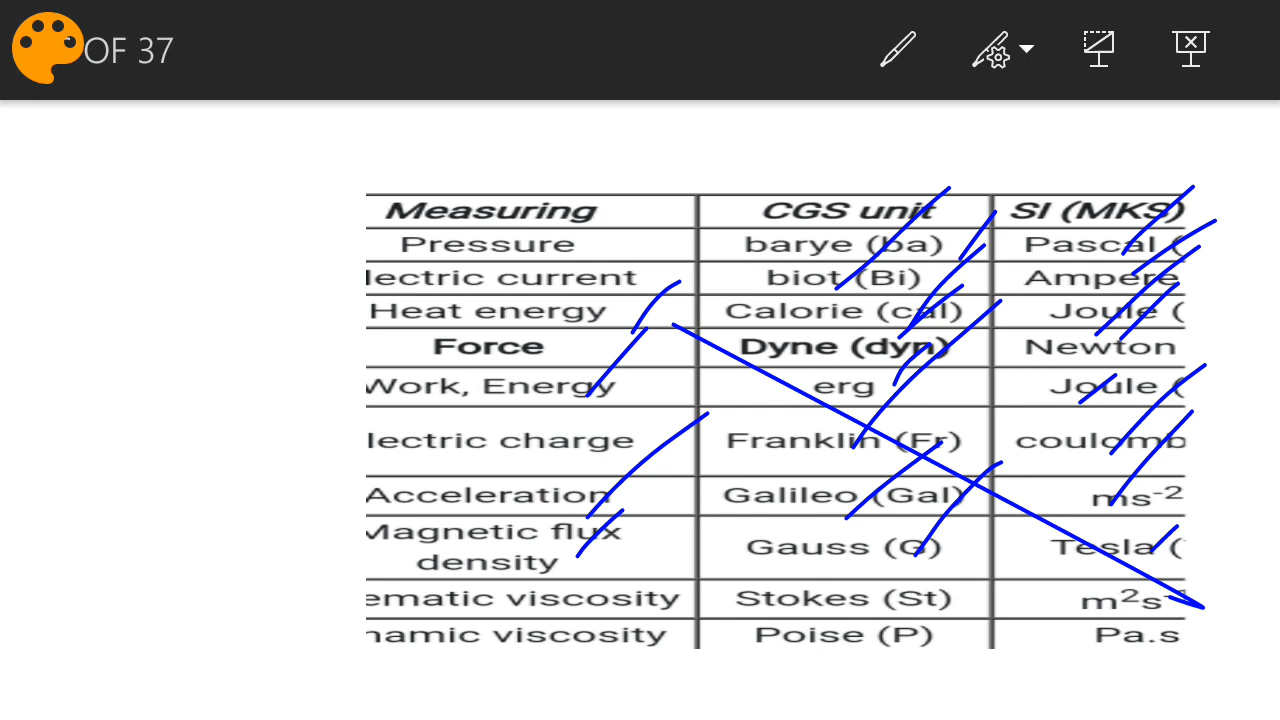 OF 37
Measuring CGS unit SI (MKS)
Pressure barye (ba) Pascal (
lectric current biot (Bi) Ampere
Heat energy Calorie (cal) Joule (
Force Dyne (dyn) Newton
Work, Energy erg Joule (
lectric charge Franklin (Fr) coulomb
Acceleration Galileo (Gal) ms⁻²
Magnetic flux
density Gauss (G) Tesla (
ematic viscosity Stokes (St) m²s⁻
namic viscosity Poise (P) Pa.s